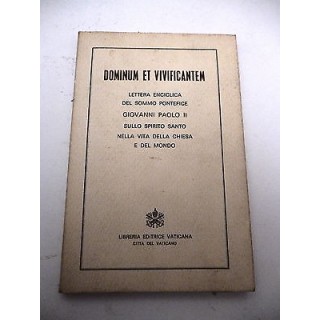 DOMINUM ET VIVIFICANTEM
LETTERA ENCICLICA
DEL SOMMO PONTEFICE
GIOVANNI PAOLO II
SULLO SPIRITO SANTO
NELLA VITA DELLA CHIESA
E DEL MONDO
LIBRERIA EDITRICE VATICANA
CITTÀ DEL VATICANO